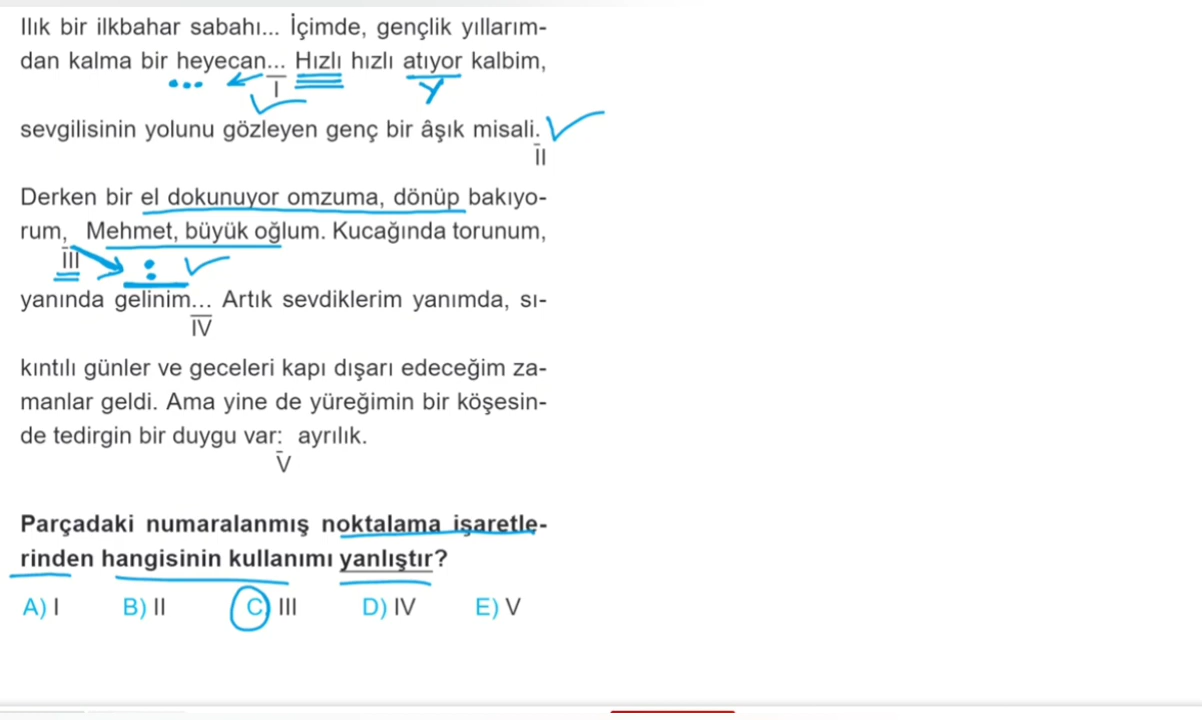 Ilık bir ilkbahar sabahı... İçimde, gençlik yıllarım-
dan kalma bir heyecan... Hızlı hızlı atıyor kalbim,
... I Y
sevgilisinin yolunu gözleyen genç bir âşık misali.
II
Derken bir el dokunuyor omzuma, dönüp bakıyo-
rum, Mehmet, büyük oğlum. Kucağında torunum,
III :
yanında gelinim... Artık sevdiklerim yanımda, sı-
IV
kıntılı günler ve geceleri kapı dışarı edeceğim za-
manlar geldi. Ama yine de yüreğimin bir köşesin-
de tedirgin bir duygu var: ayrılık.
V
Parçadaki numaralanmış noktalama işaretle-
rinden hangisinin kullanımı yanlıştır?
A) I B) II C) III D) IV E) V